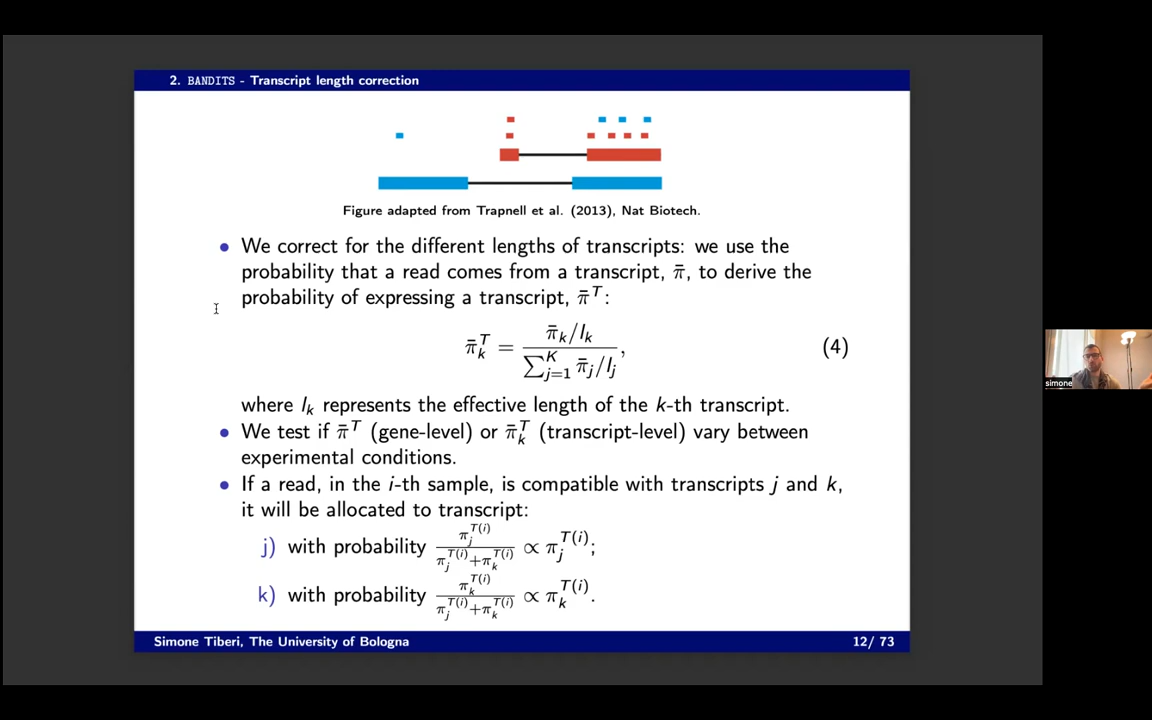 2. BANDITS - Transcript length correction
Figure adapted from Trapnell et al. (2013), Nat Biotech.
• We correct for the different lengths of transcripts: we use the
probability that a read comes from a transcript, π̄, to derive the
probability of expressing a transcript, π̄^T:
π̄_k^T = (π̄_k/l_k) / (∑_{j=1}^K π̄_j/l_j), (4)
where l_k represents the effective length of the k-th transcript.
• We test if π̄^T (gene-level) or π̄_k^T (transcript-level) vary between
experimental conditions.
• If a read, in the i-th sample, is compatible with transcripts j and k,
it will be allocated to transcript:
j) with probability π_j^{T(i)} / (π_j^{T(i)}+π_k^{T(i)}) ∝ π_j^{T(i)};
k) with probability π_k^{T(i)} / (π_j^{T(i)}+π_k^{T(i)}) ∝ π_k^{T(i)}.
Simone Tiberi, The University of Bologna 12/ 73
simone